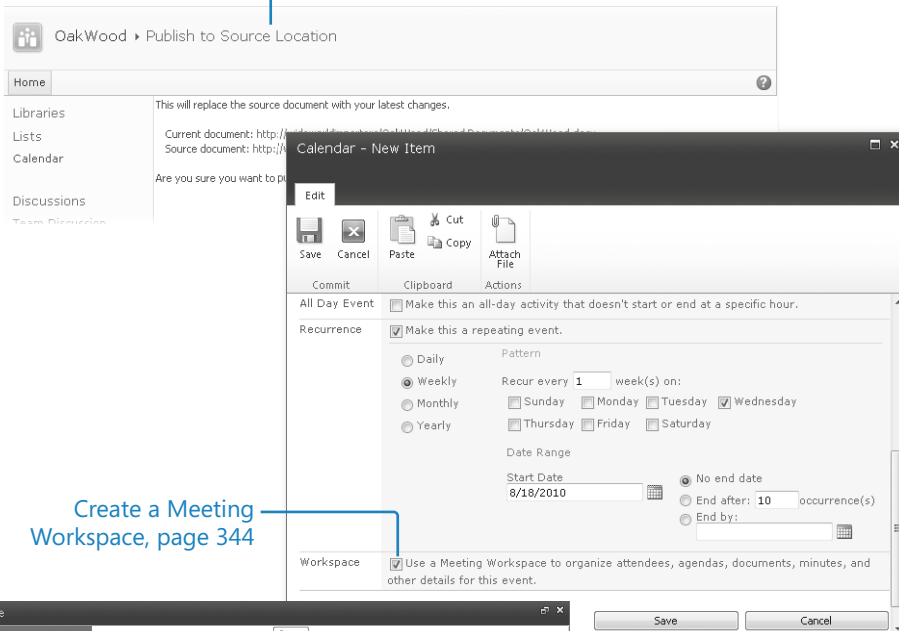 OakWood ▸ Publish to Source Location
Home
Libraries
Lists
Calendar
Discussions
Team Discussion
This will replace the source document with your latest changes.
Current document: http://
Source document: http://
Are you sure you want to
Calendar - New Item
Edit
Save
Cancel
Paste
Cut
Copy
Attach File
Commit
Clipboard
Actions
All Day Event
Make this an all-day activity that doesn't start or end at a specific hour.
Recurrence
Make this a repeating event.
Daily
Weekly
Monthly
Yearly
Pattern
Recur every 1 week(s) on:
Sunday Monday Tuesday Wednesday
Thursday Friday Saturday
Date Range
Start Date
8/18/2010
No end date
End after: 10 occurrence(s)
End by:
Create a Meeting
Workspace, page 344
Workspace
Use a Meeting Workspace to organize attendees, agendas, documents, minutes, and
other details for this event.
Save
Cancel